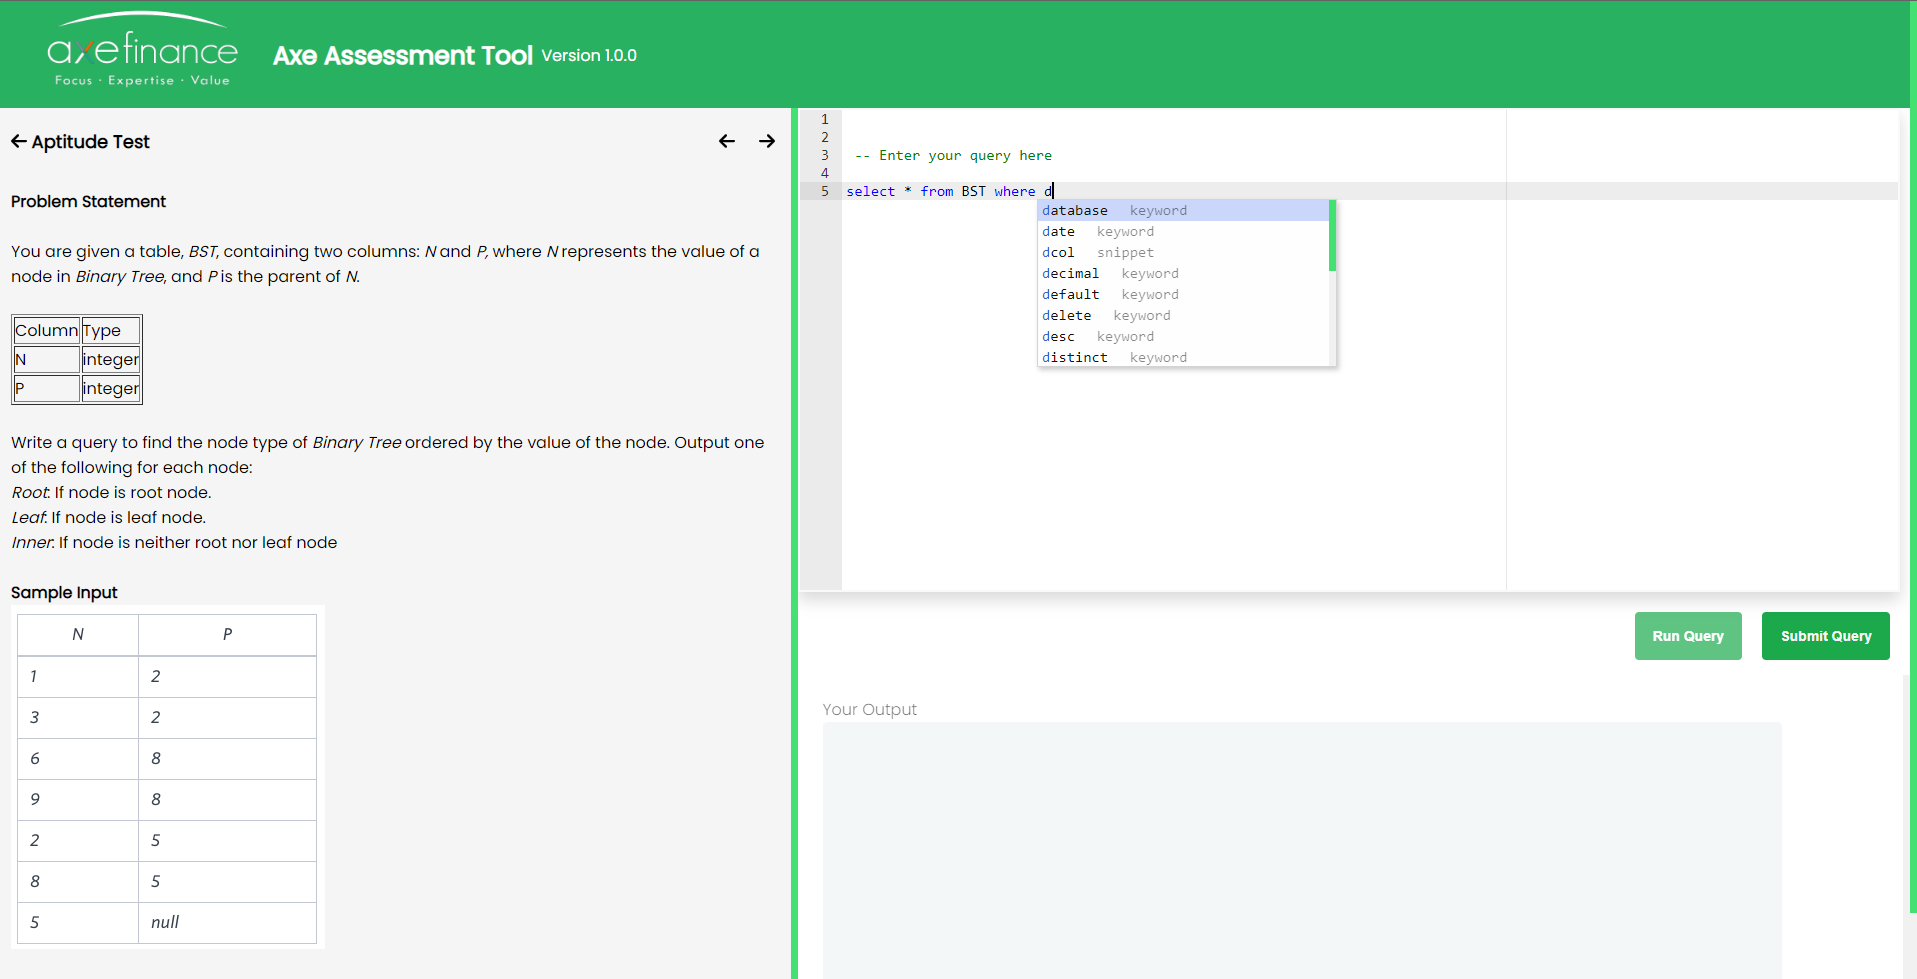 axefinance
Focus · Expertise · Value
Axe Assessment Tool Version 1.0.0
← Aptitude Test ← →
Problem Statement
You are given a table, BST, containing two columns: N and P, where N represents the value of a
node in Binary Tree, and P is the parent of N.
Column Type
N integer
P integer
Write a query to find the node type of Binary Tree ordered by the value of the node. Output one
of the following for each node:
Root: If node is root node.
Leaf: If node is leaf node.
Inner: If node is neither root nor leaf node
Sample Input
N P
1 2
3 2
6 8
9 8
2 5
8 5
5 null
1
2
3 -- Enter your query here
4
5 select * from BST where d
database keyword
date keyword
dcol snippet
decimal keyword
default keyword
delete keyword
desc keyword
distinct keyword
Run Query Submit Query
Your Output